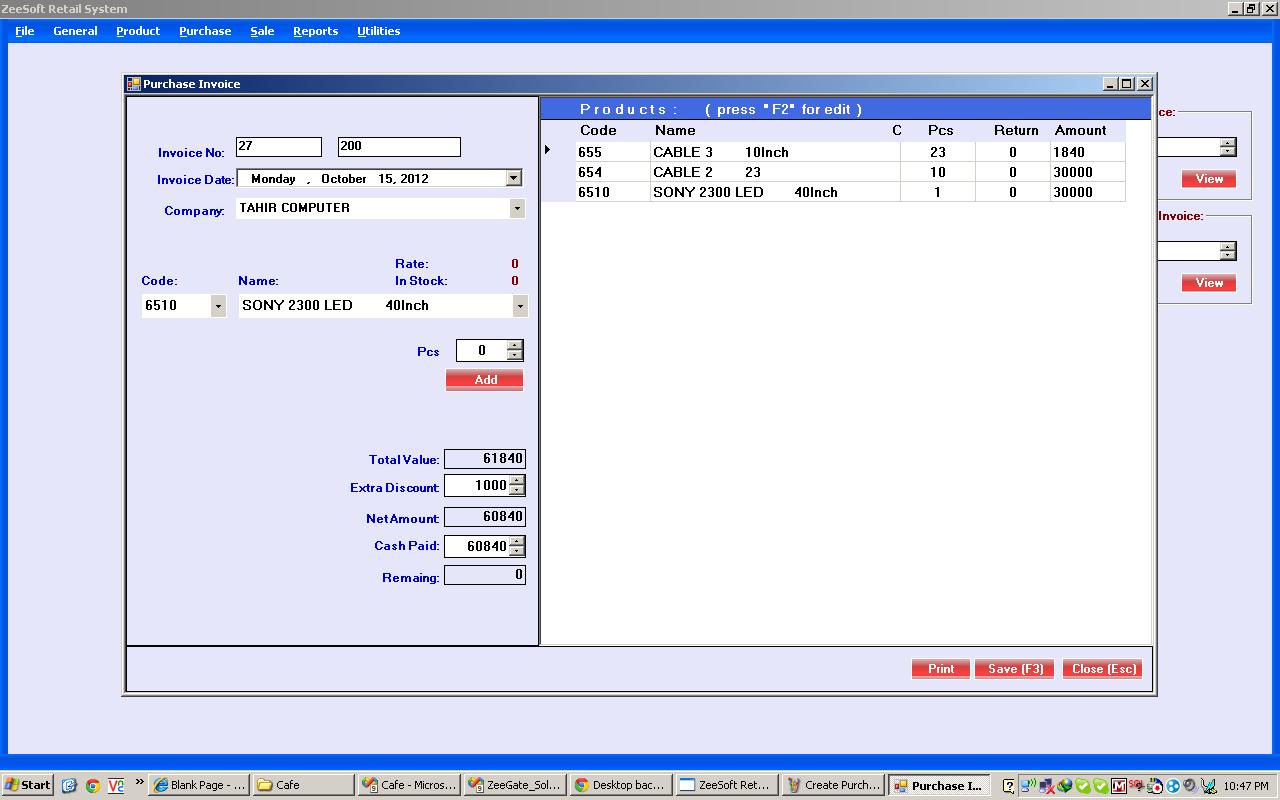 ZeeSoft Retail System
File General Product Purchase Sale Reports Utilities
Purchase Invoice
Invoice No: 27 200
Invoice Date: Monday , October 15, 2012
Company: TAHIR COMPUTER
Rate: 0
Code: Name: In Stock: 0
6510 SONY 2300 LED 40Inch
Pcs 0
Add
Total Value: 61840
Extra Discount: 1000
Net Amount: 60840
Cash Paid: 60840
Remaing: 0
Products: ( press "F2" for edit )
Code Name C Pcs Return Amount
655 CABLE 3 10Inch 23 0 1840
654 CABLE 2 23 10 0 30000
6510 SONY 2300 LED 40Inch 1 0 30000
Print Save (F3) Close (Esc)
ce:
View
Invoice:
View
Start V2 » Blank Page - ... Cafe Cafe - Micros... ZeeGate_Sol... Desktop bac... ZeeSoft Ret... Create Purch... Purchase I... 10:47 PM